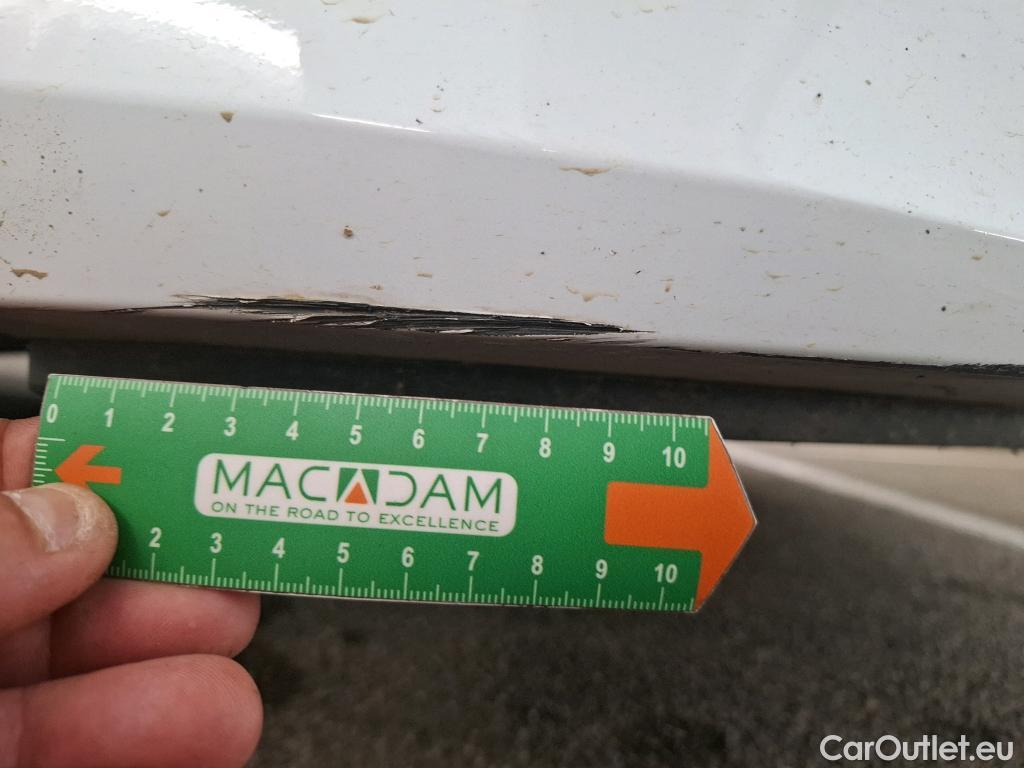 0 1 2 3 4 5 6 7 8 9 10
MACADAM
ON THE ROAD TO EXCELLENCE
2 3 4 5 6 7 8 9 10
CarOutlet.eu